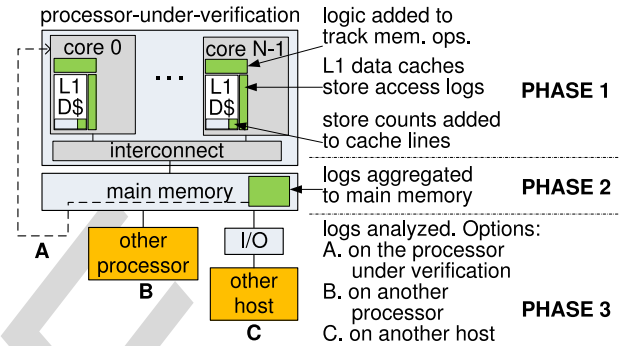 processor-under-verification
core 0
core N-1
L1
D$
...
L1
D$
interconnect
main memory
A
other
processor
B
I/O
other
host
C
logic added to
track mem. ops.
L1 data caches
store access logs
PHASE 1
store counts added
to cache lines
logs aggregated
to main memory
PHASE 2
logs analyzed. Options:
A. on the processor
under verification
B. on another
processor
PHASE 3
C. on another host